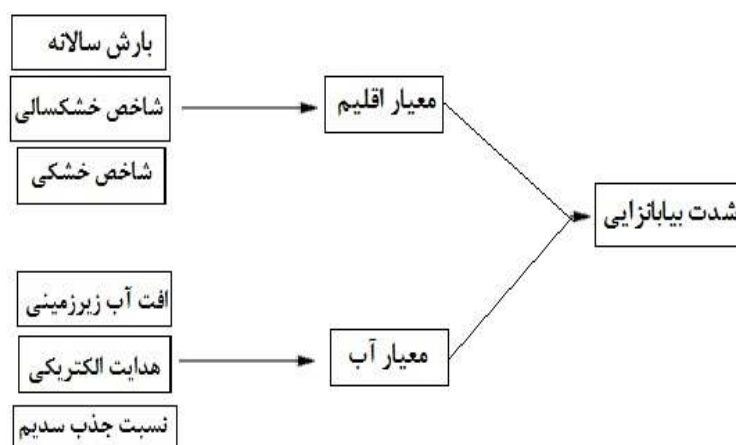 بارش سالانه
شاخص خشکسالی
شاخص خشکی
معیار اقلیم
شدت بیابانزایی
افت آب زیرزمینی
هدایت الکتریکی
نسبت جذب سدیم
معیار آب